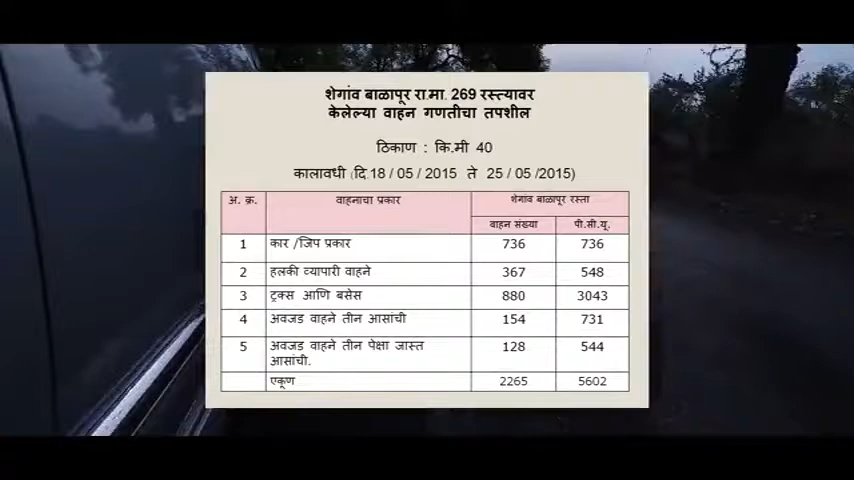 शेगांव बाळापूर रा.मा. 269 रस्त्यावर
केलेल्या वाहन गणतीचा तपशील
ठिकाण : कि.मी 40
कालावधी (दि.18 / 05 / 2015 ते 25 / 05 /2015)
अ. क्र. वाहनाचा प्रकार शेगांव बाळापूर रस्ता
वाहन संख्या पी.सी.यू.
1 कार /जिप प्रकार 736 736
2 हलकी व्यापारी वाहने 367 548
3 ट्रक्स आणि बसेस 880 3043
4 अवजड वाहने तीन आसांची 154 731
5 अवजड वाहने तीन पेक्षा जास्त 128 544
आसांची.
एकूण 2265 5602